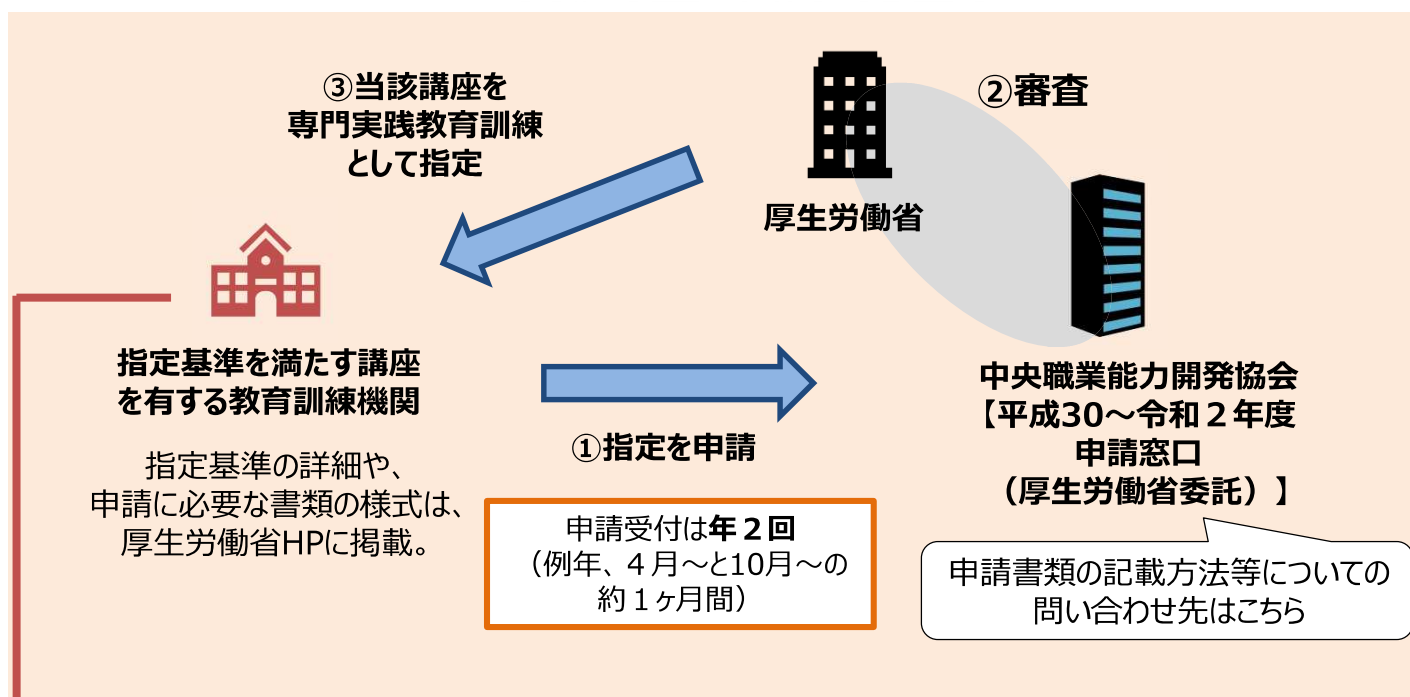 ③当該講座を
専門実践教育訓練
として指定
②審査
厚生労働省
指定基準を満たす講座
を有する教育訓練機関
指定基準の詳細や、
申請に必要な書類の様式は、
厚生労働省HPに掲載。
①指定を申請
申請受付は年２回
（例年、４月～と10月～の
約１ヶ月間）
中央職業能力開発協会
【平成30～令和２年度
申請窓口
（厚生労働省委託）】
申請書類の記載方法等についての
問い合わせ先はこちら